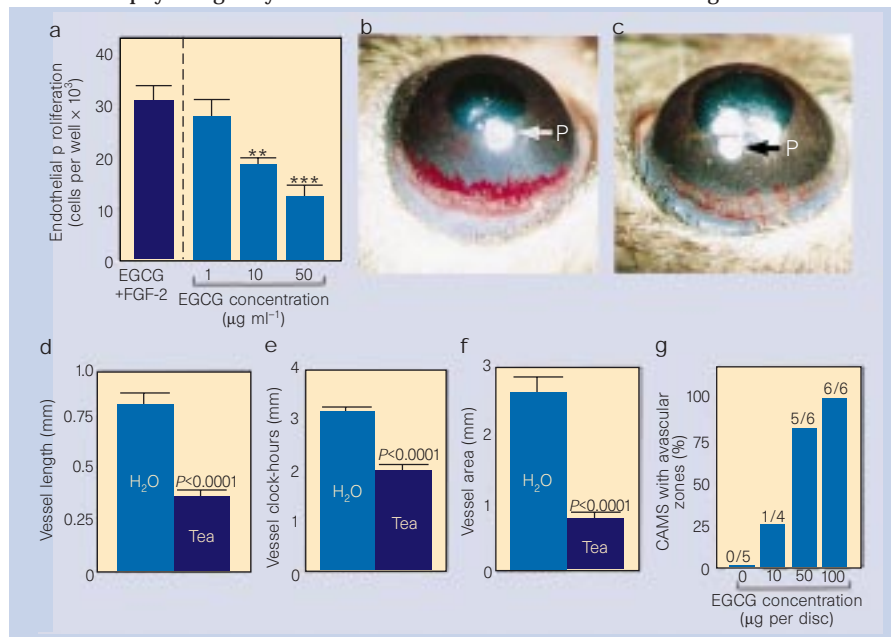 a
Endothelial p roliferation
(cells per well × 10³)
40
30
20
10
0
**
***
EGCG
+FGF-2
1 10 50
EGCG concentration
(µg ml⁻¹)
b
P
c
P
d
Vessel length (mm)
1.0
0.75
0.5
0.25
0
H₂O
P<0.0001
Tea
e
Vessel clock-hours (mm)
4
3
2
1
0
H₂O
P<0.0001
Tea
f
Vessel area (mm)
3
2
1
0
H₂O
P<0.0001
Tea
g
CAMS with avascular
zones (%)
100
75
50
25
0
0/5
1/4
5/6
6/6
0 10 50 100
EGCG concentration
(µg per disc)